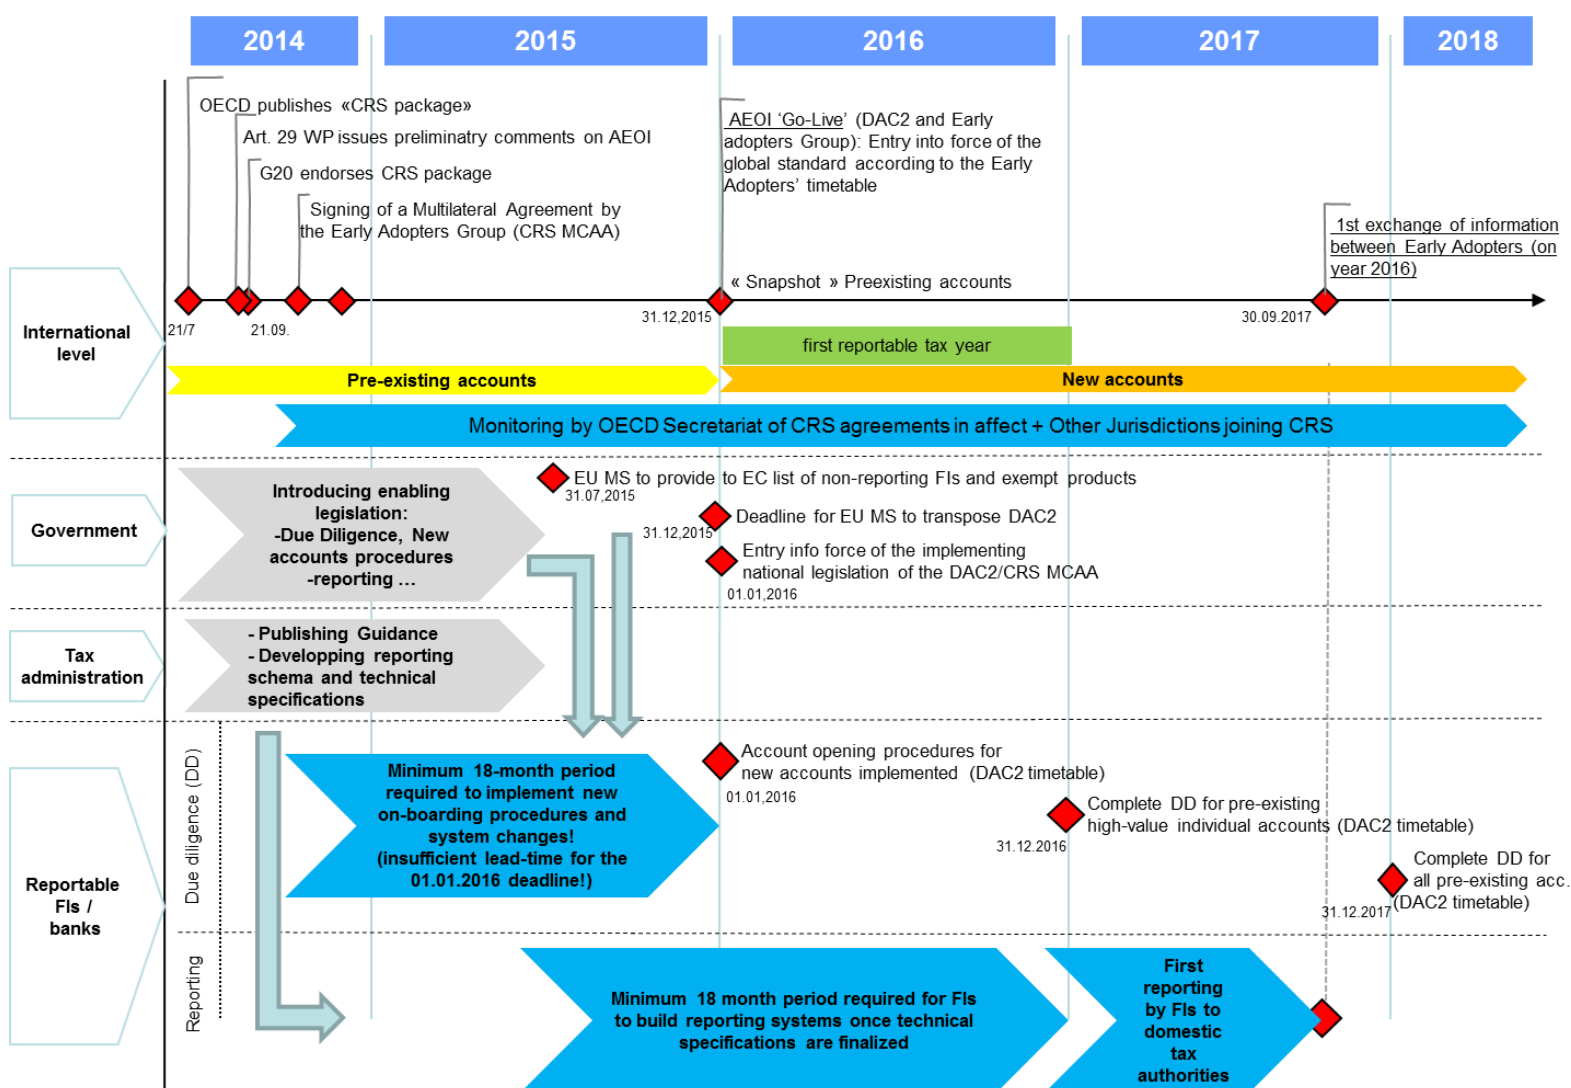 2014
2015
2016
2017
2018
OECD publishes «CRS package»
Art. 29 WP issues preliminatry comments on AEOI
G20 endorses CRS package
Signing of a Multilateral Agreement by
the Early Adopters Group (CRS MCAA)
AEOI ‘Go-Live’ (DAC2 and Early
adopters Group): Entry into force of the
global standard according to the Early
Adopters’ timetable
1st exchange of information
between Early Adopters (on
year 2016)
« Snapshot » Preexisting accounts
21/7
21.09.
31.12,2015
30.09.2017
International
level
first reportable tax year
Pre-existing accounts
New accounts
Monitoring by OECD Secretariat of CRS agreements in affect + Other Jurisdictions joining CRS
Government
Introducing enabling
legislation:
-Due Diligence, New
accounts procedures
-reporting ...
EU MS to provide to EC list of non-reporting FIs and exempt products
31.07,2015
Deadline for EU MS to transpose DAC2
31.12,2015
Entry info force of the implementing
national legislation of the DAC2/CRS MCAA
01.01,2016
Tax
administration
- Publishing Guidance
- Developping reporting
schema and technical
specifications
Reportable
FIs /
banks
Due diligence (DD)
Minimum 18-month period
required to implement new
on-boarding procedures and
system changes!
(insufficient lead-time for the
01.01.2016 deadline!)
Account opening procedures for
new accounts implemented (DAC2 timetable)
01.01,2016
Complete DD for pre-existing
high-value individual accounts (DAC2 timetable)
31.12.2016
Complete DD for
all pre-existing acc.
(DAC2 timetable)
31.12.2017
Reporting
Minimum 18 month period required for FIs
to build reporting systems once technical
specifications are finalized
First
reporting
by FIs to
domestic
tax
authorities